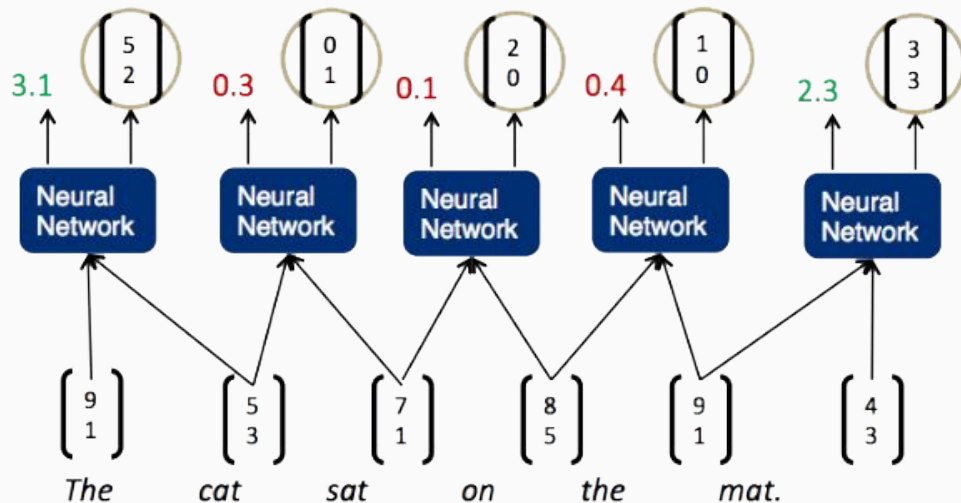 5 0 2 1 3
2 1 0 0 3
3.1 0.3 0.1 0.4 2.3
Neural Neural Neural Neural Neural
Network Network Network Network Network
9 5 7 8 9 4
1 3 1 5 1 3
The cat sat on the mat.